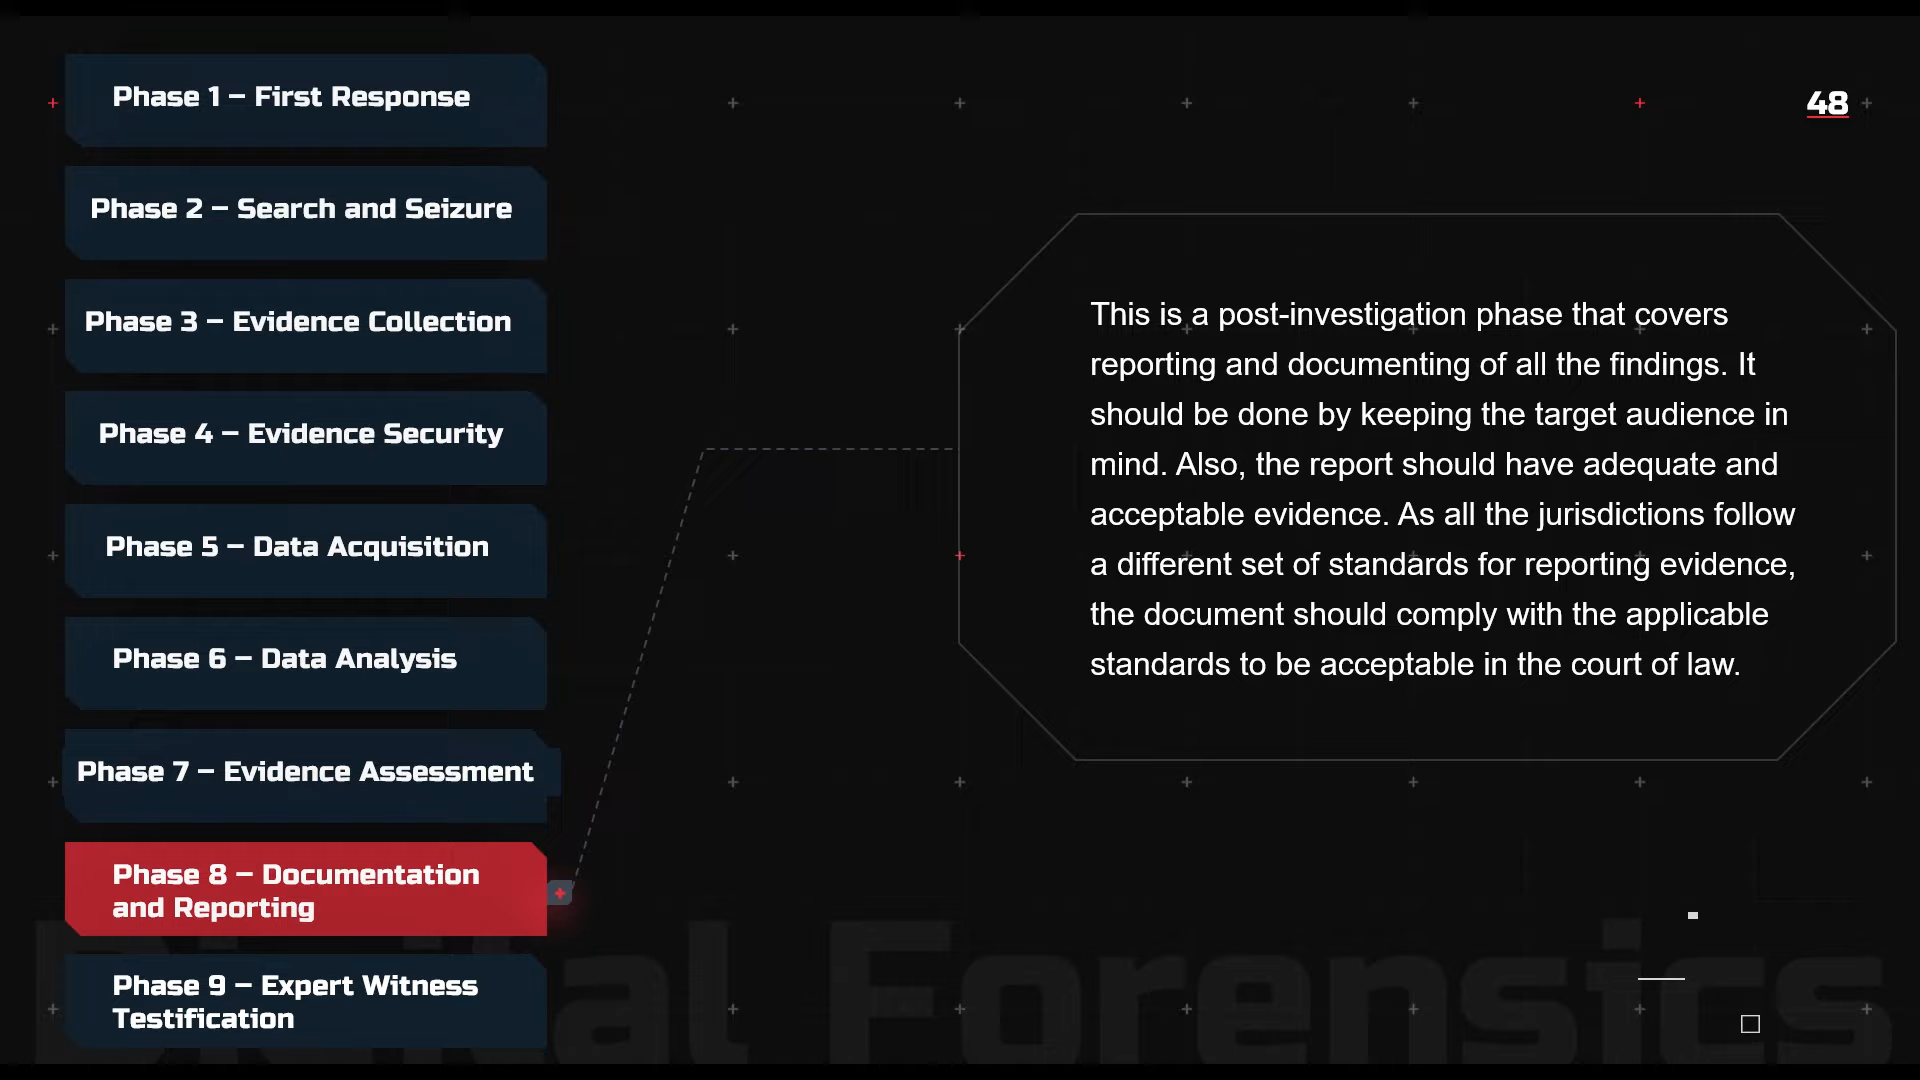 Phase 1 – First Response
Phase 2 – Search and Seizure
Phase 3 – Evidence Collection
Phase 4 – Evidence Security
Phase 5 – Data Acquisition
Phase 6 – Data Analysis
Phase 7 – Evidence Assessment
Phase 8 – Documentation
and Reporting
Phase 9 – Expert Witness
Testification
48
This is a post-investigation phase that covers
reporting and documenting of all the findings. It
should be done by keeping the target audience in
mind. Also, the report should have adequate and
acceptable evidence. As all the jurisdictions follow
a different set of standards for reporting evidence,
the document should comply with the applicable
standards to be acceptable in the court of law.
Digital Forensics